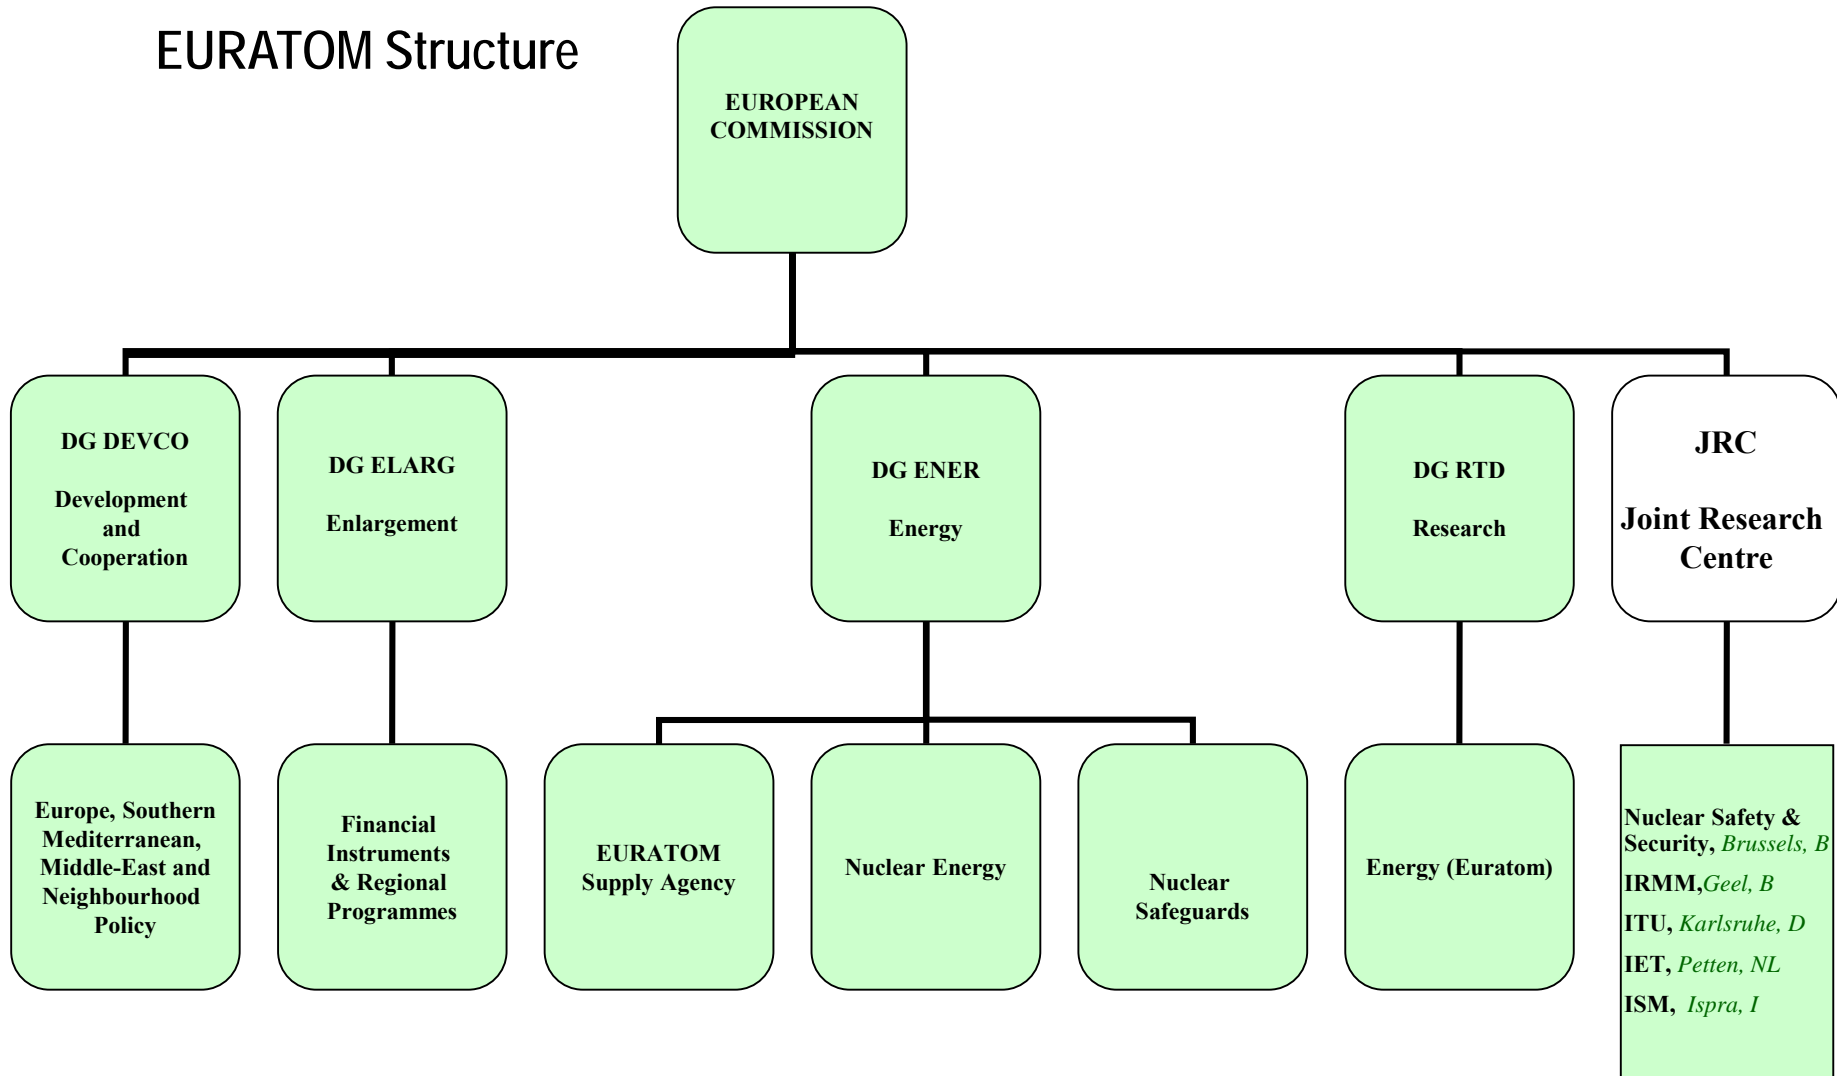 EURATOM Structure
EUROPEAN
COMMISSION
DG DEVCO
Development
and
Cooperation
DG ELARG
Enlargement
DG ENER
Energy
DG RTD
Research
JRC
Joint Research
Centre
Europe, Southern
Mediterranean,
Middle-East and
Neighbourhood
Policy
Financial
Instruments
& Regional
Programmes
EURATOM
Supply Agency
Nuclear Energy
Nuclear
Safeguards
Energy (Euratom)
Nuclear Safety &
Security, Brussels, B
IRMM,Geel, B
ITU, Karlsruhe, D
IET, Petten, NL
ISM, Ispra, I